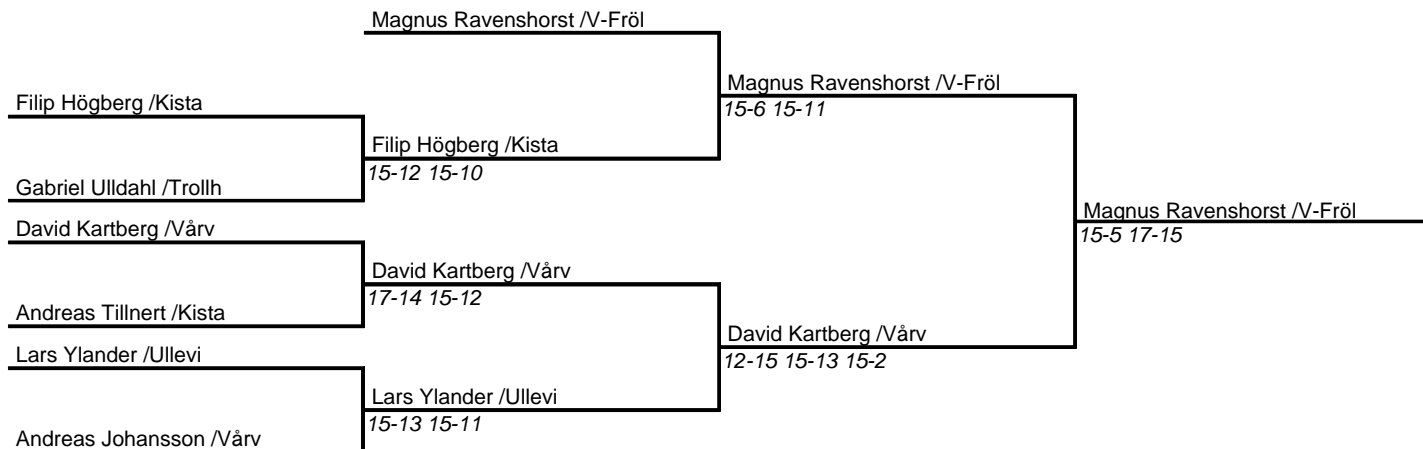 Magnus Ravenshorst /V-Fröl
Magnus Ravenshorst /V-Fröl
Filip Högberg /Kista
15-6 15-11
Filip Högberg /Kista
15-12 15-10
Gabriel Ulldahl /Trollh
Magnus Ravenshorst /V-Fröl
David Kartberg /Vårv
15-5 17-15
David Kartberg /Vårv
17-14 15-12
Andreas Tillnert /Kista
David Kartberg /Vårv
Lars Ylander /Ullevi
12-15 15-13 15-2
Lars Ylander /Ullevi
15-13 15-11
Andreas Johansson /Vårv